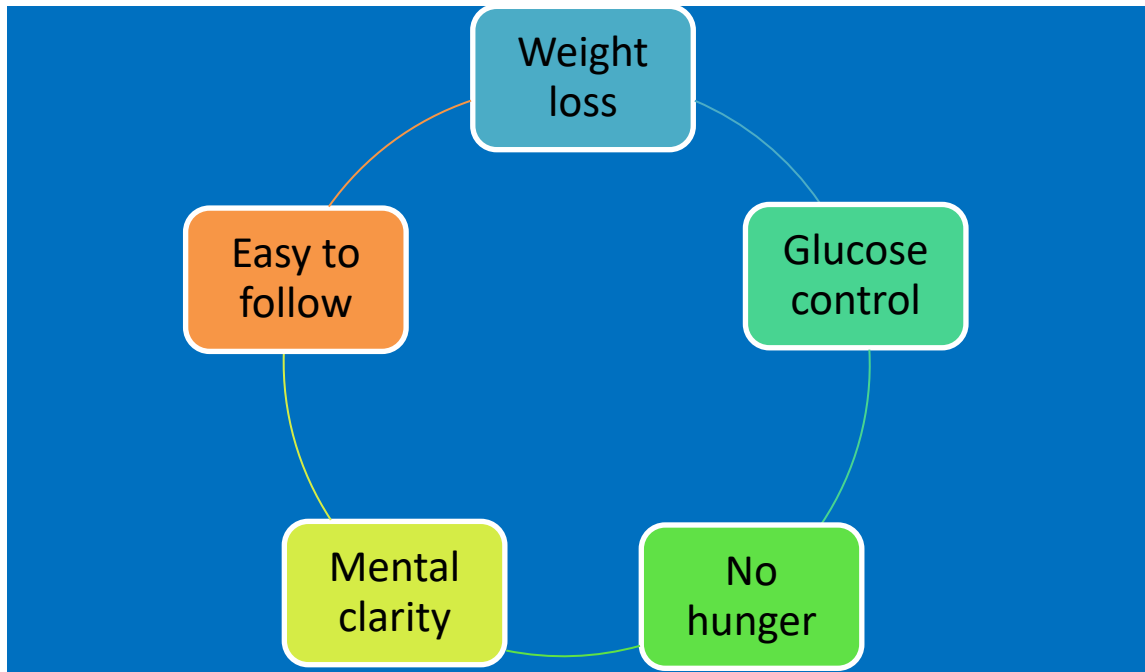 Weight
loss
Glucose
control
No
hunger
Mental
clarity
Easy to
follow